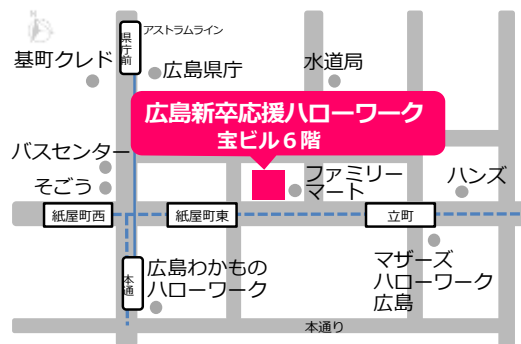 アストラムライン
県庁前
基町クレド
広島県庁
水道局
広島新卒応援ハローワーク
宝ビル6階
バスセンター
そごう
ファミリー
マート
ハンズ
紙屋町西
紙屋町東
立町
本通
広島わかもの
ハローワーク
マザーズ
ハローワーク
広島
本通り